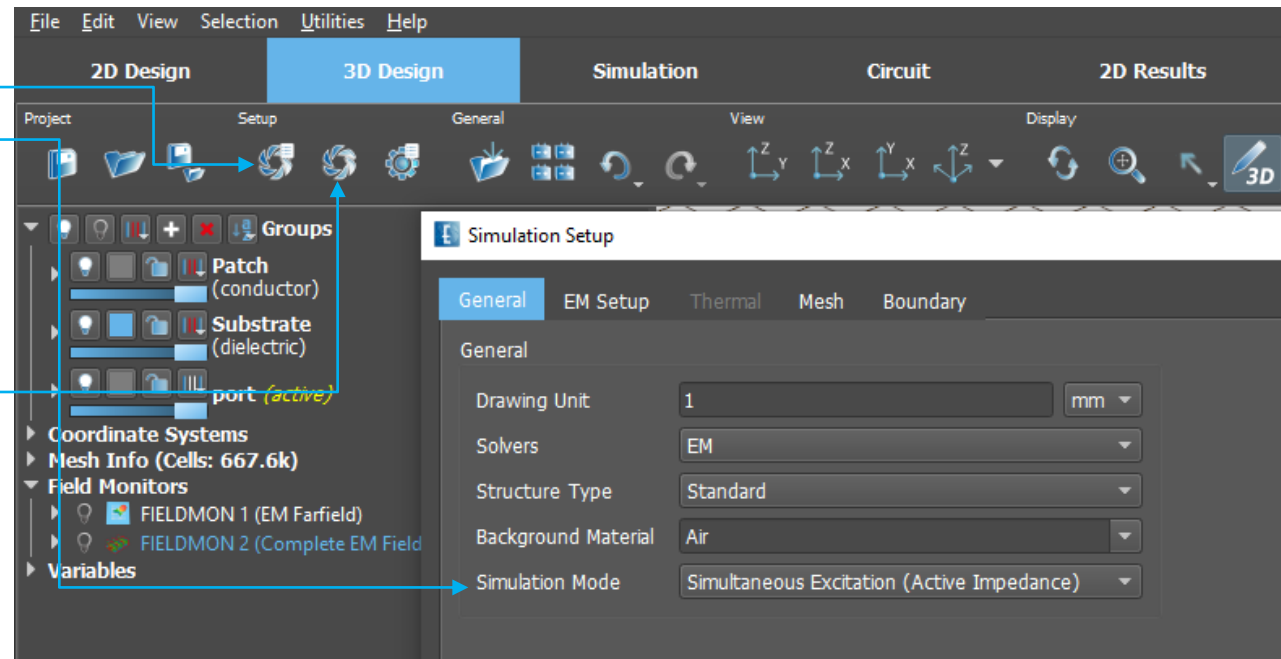 File Edit View Selection Utilities Help
2D Design 3D Design Simulation Circuit 2D Results
Project Setup General View Display
Z Y Z X Y X Z 3D
Groups
Patch
(conductor)
Substrate
(dielectric)
port (active)
Coordinate Systems
Mesh Info (Cells: 667.6k)
Field Monitors
FIELDMON 1 (EM Farfield)
FIELDMON 2 (Complete EM Field
Variables
Simulation Setup
General EM Setup Thermal Mesh Boundary
General
Drawing Unit 1 mm
Solvers EM
Structure Type Standard
Background Material Air
Simulation Mode Simultaneous Excitation (Active Impedance)